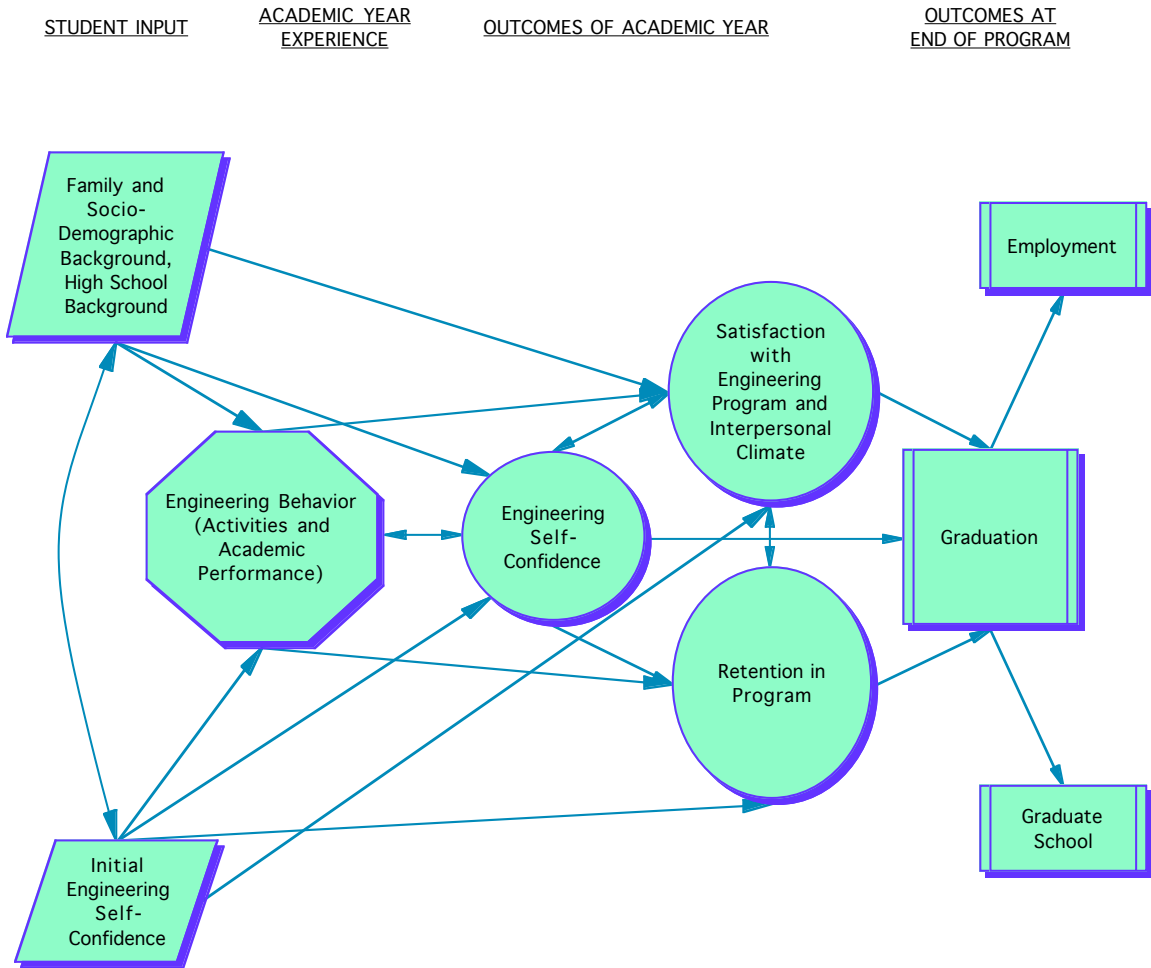 STUDENT INPUT
ACADEMIC YEAR
EXPERIENCE
OUTCOMES OF ACADEMIC YEAR
OUTCOMES AT
END OF PROGRAM
Family and
Socio-
Demographic
Background,
High School
Background
Employment
Satisfaction
with
Engineering
Program and
Interpersonal
Climate
Engineering Behavior
(Activities and
Academic
Performance)
Engineering
Self-
Confidence
Graduation
Retention in
Program
Initial
Engineering
Self-
Confidence
Graduate
School